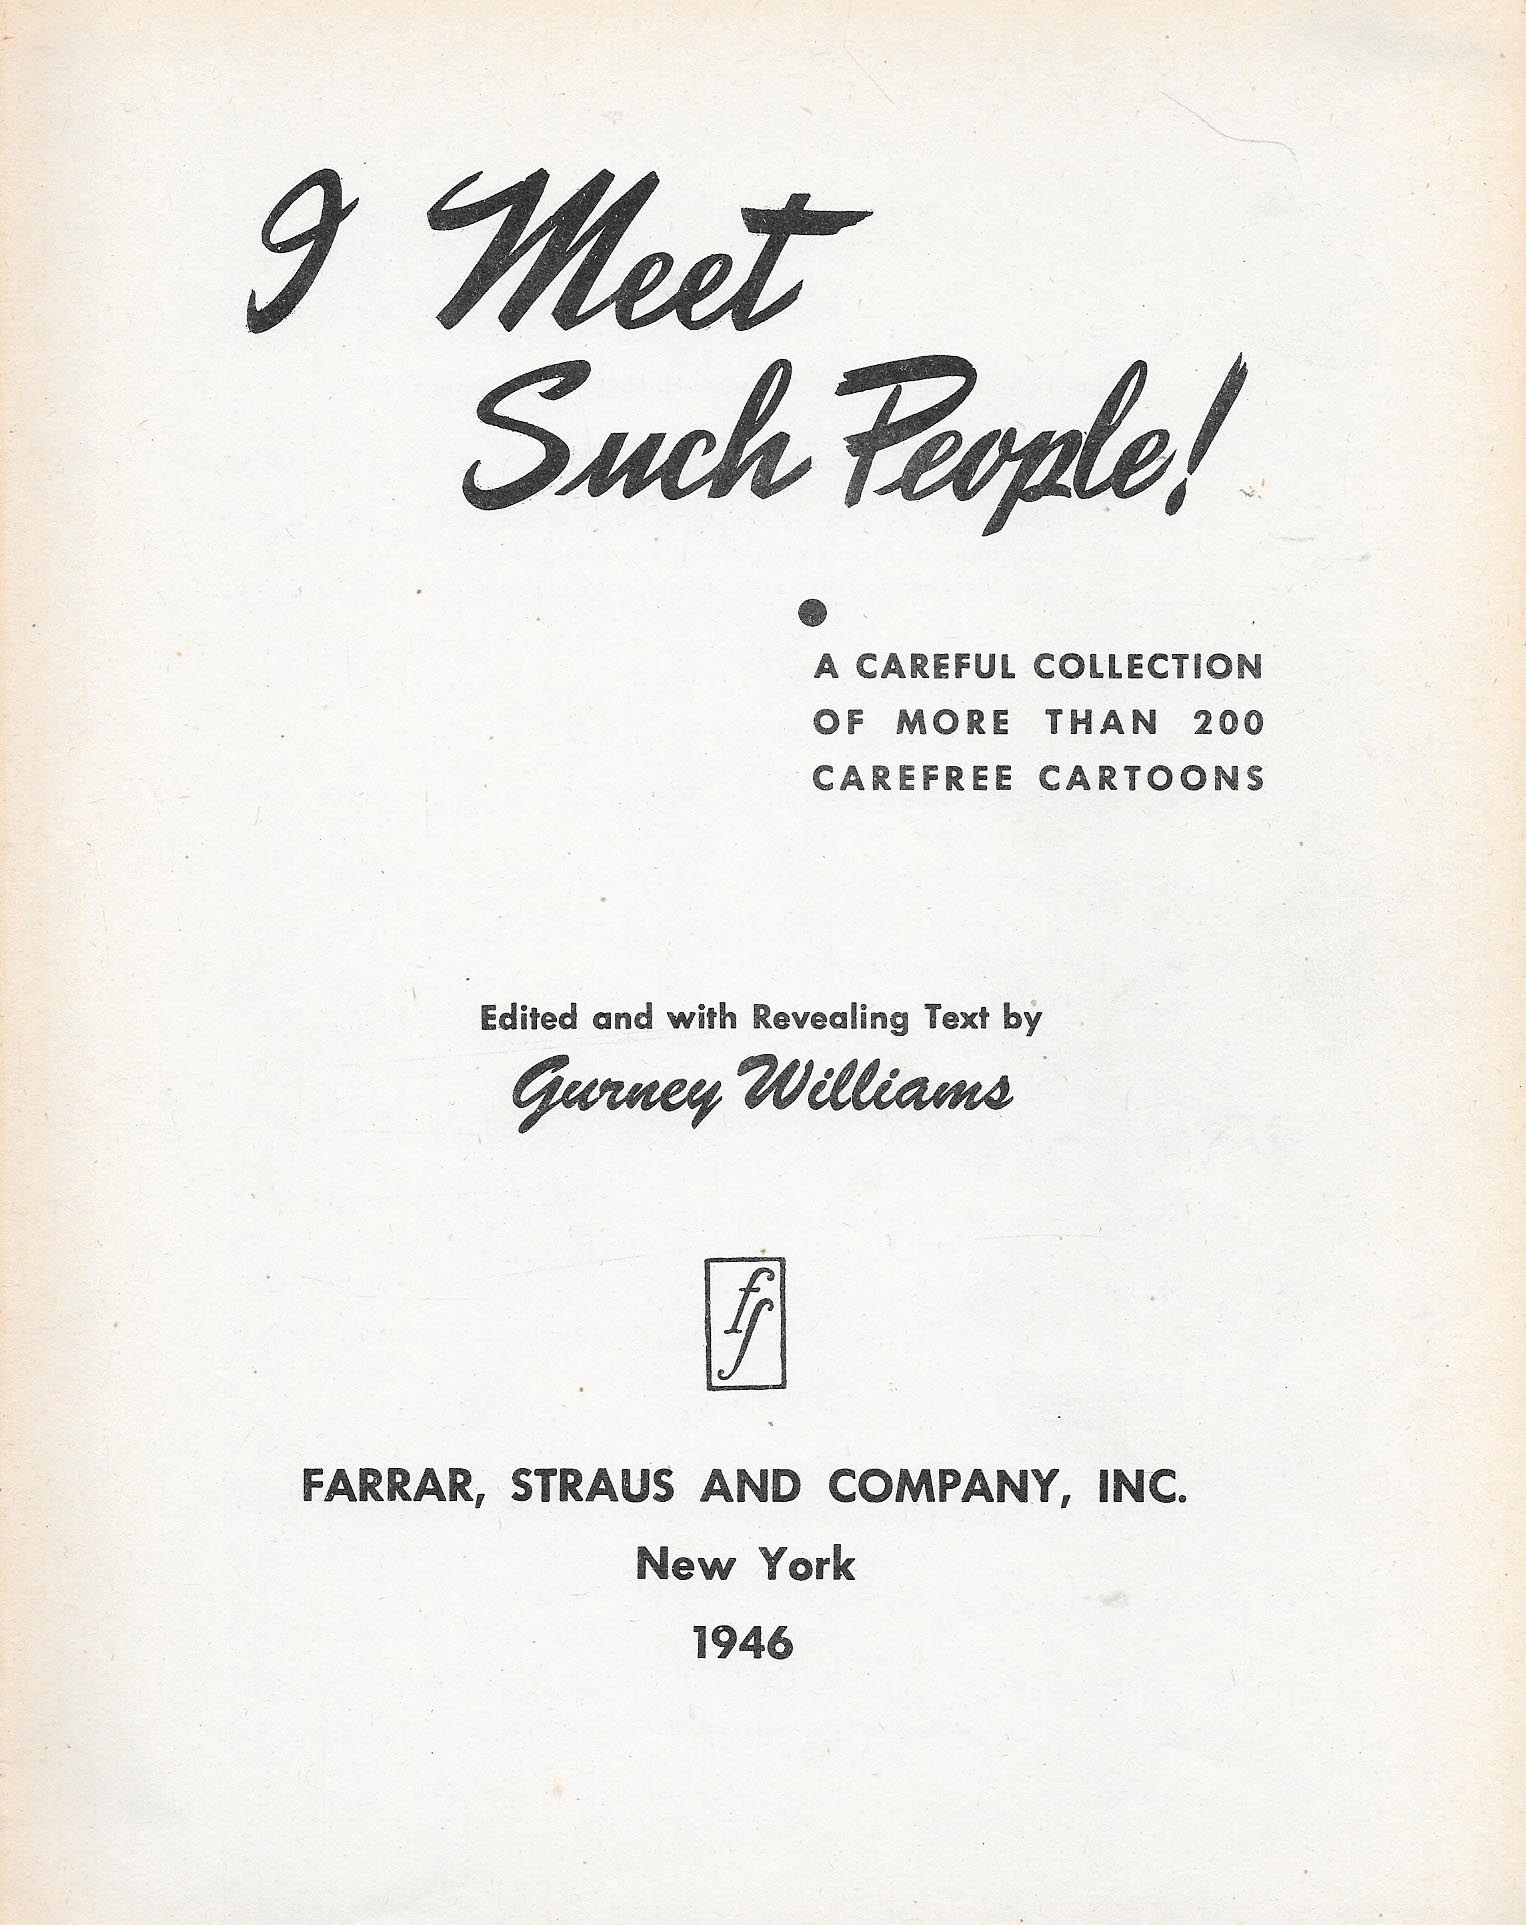 I Meet
Such People!
A CAREFUL COLLECTION
OF MORE THAN 200
CAREFREE CARTOONS
Edited and with Revealing Text by
Gurney Williams
fs
FARRAR, STRAUS AND COMPANY, INC.
New York
1946